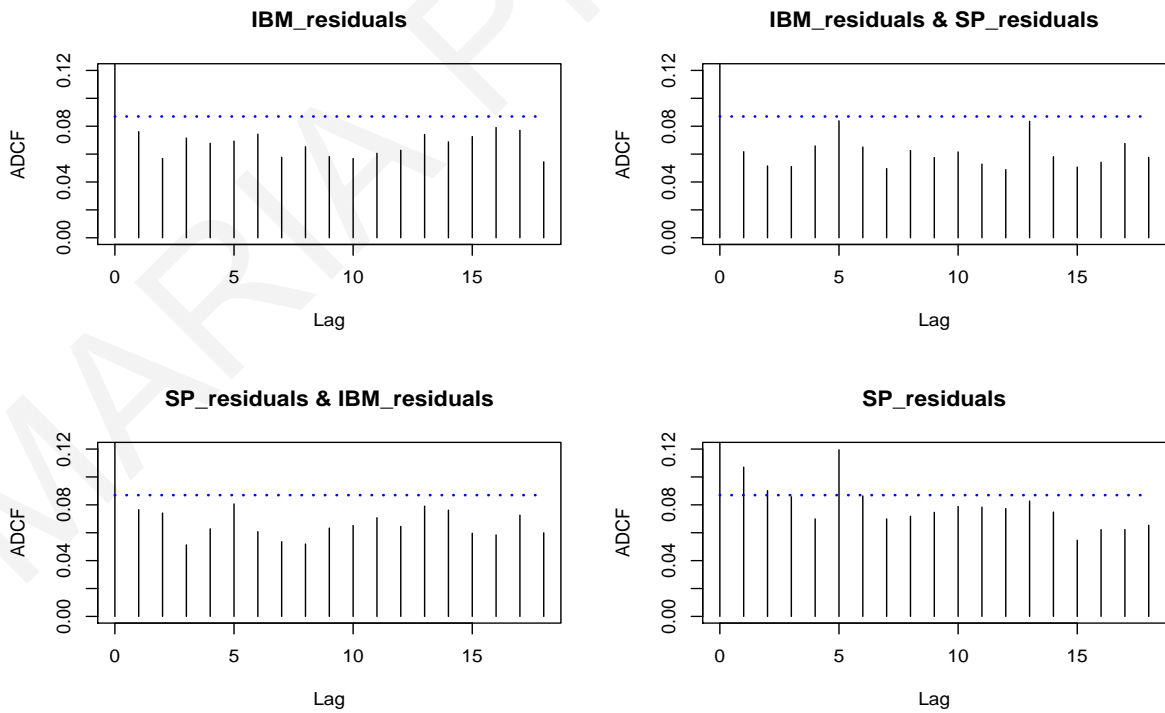 IBM_residuals
ADCF
0.00 0.04 0.08 0.12
0 5 10 15
Lag
IBM_residuals & SP_residuals
ADCF
0.00 0.04 0.08 0.12
0 5 10 15
Lag
SP_residuals & IBM_residuals
ADCF
0.00 0.04 0.08 0.12
0 5 10 15
Lag
SP_residuals
ADCF
0.00 0.04 0.08 0.12
0 5 10 15
Lag
MARIA